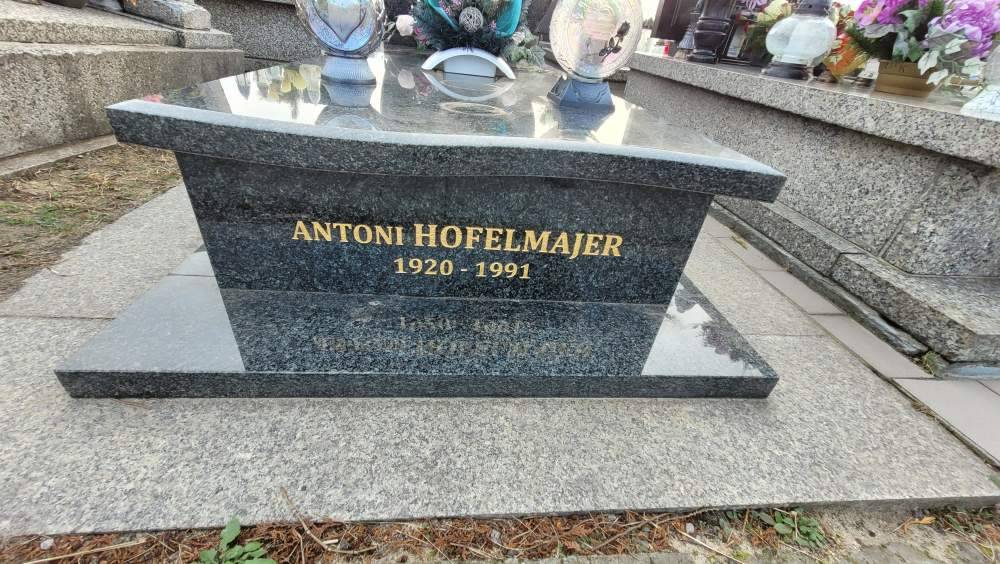 ANTONI HOFELMAJER
1920 - 1991